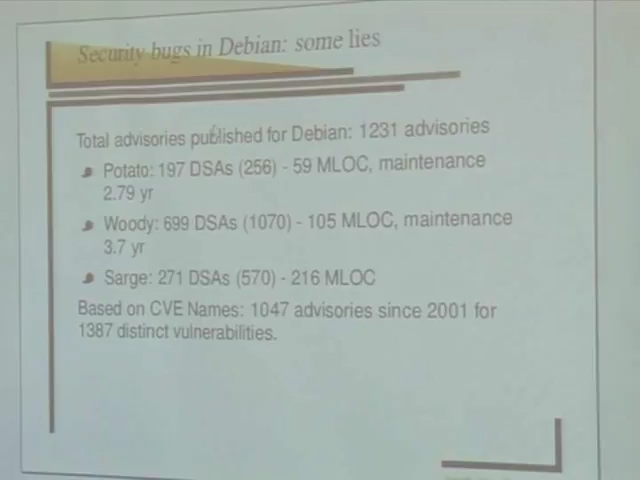 Security bugs in Debian: some lies
Total advisories published for Debian: 1231 advisories
Potato: 197 DSAs (256) - 59 MLOC, maintenance
2.79 yr
Woody: 699 DSAs (1070) - 105 MLOC, maintenance
3.7 yr
Sarge: 271 DSAs (570) - 216 MLOC
Based on CVE Names: 1047 advisories since 2001 for
1387 distinct vulnerabilities.